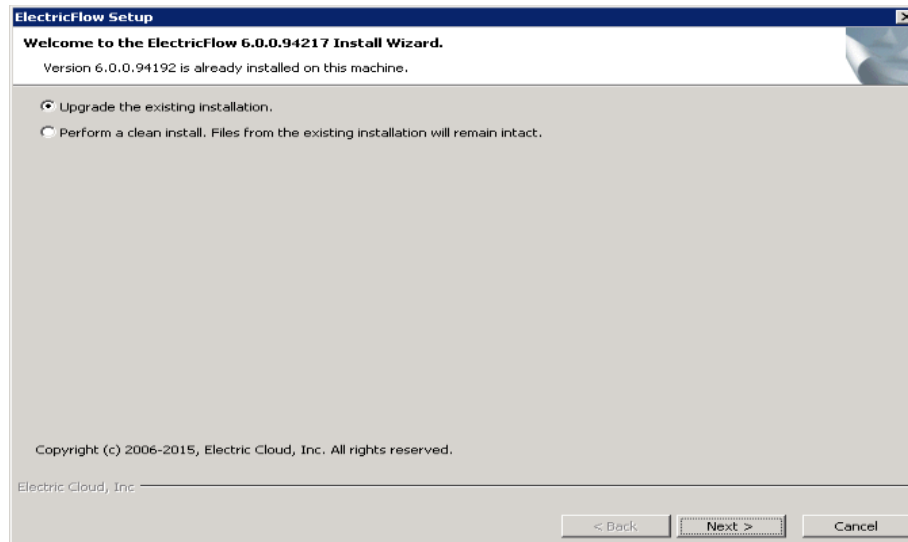 ElectricFlow Setup
Welcome to the ElectricFlow 6.0.0.94217 Install Wizard.
Version 6.0.0.94192 is already installed on this machine.
Upgrade the existing installation.
Perform a clean install. Files from the existing installation will remain intact.
Copyright (c) 2006-2015, Electric Cloud, Inc. All rights reserved.
Electric Cloud, Inc
< Back Next > Cancel